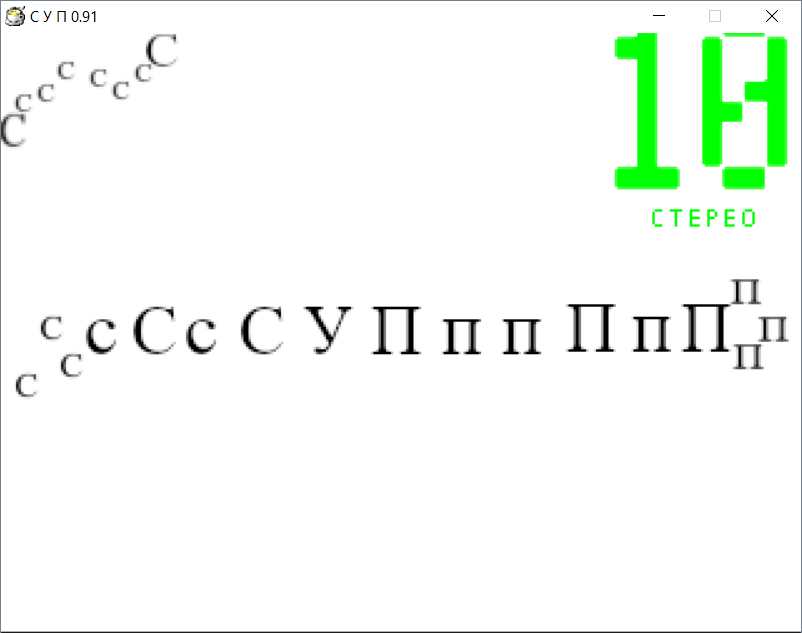 С У П 0.91
С с с с с с с С
10
СТЕРЕО
с с с с С с С У П п п П п П п п п